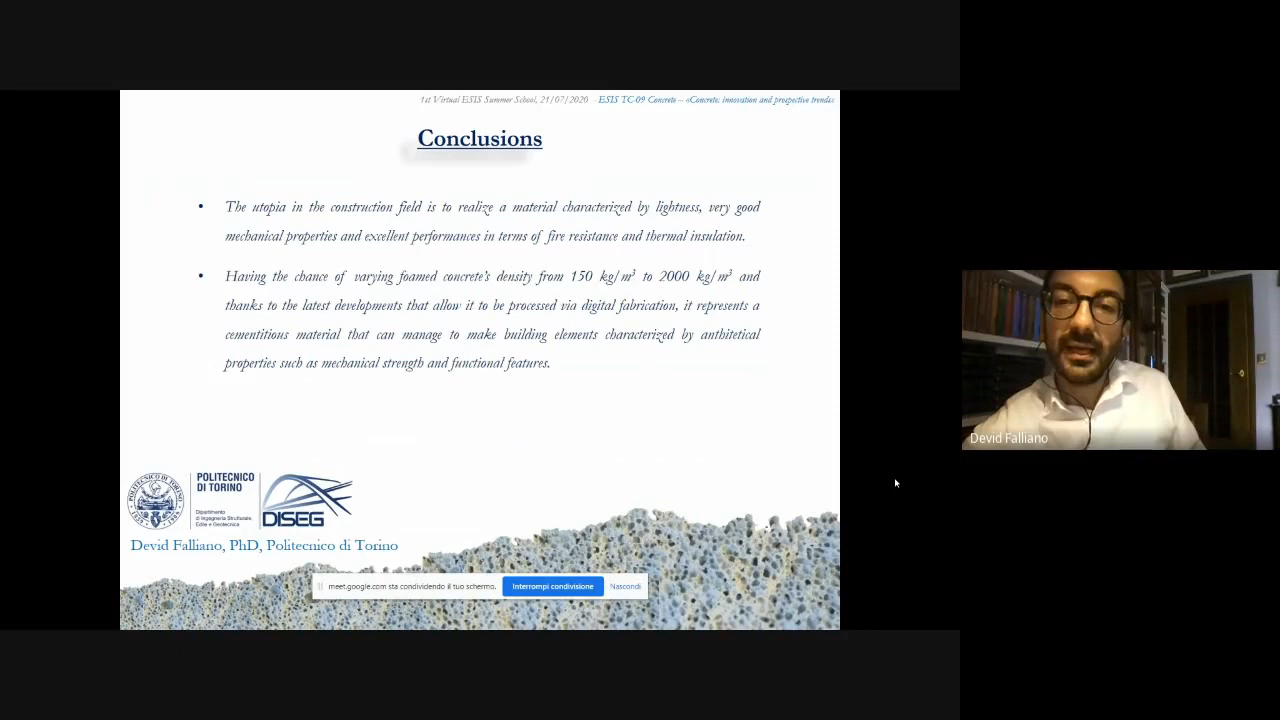 1st Virtual ESIS Summer School, 21/07/2020 - ESIS TC-09 Concrete – «Concrete: innovation and prospective trends»
Conclusions
• The utopia in the construction field is to realize a material characterized by lightness, very good
mechanical properties and excellent performances in terms of fire resistance and thermal insulation.
• Having the chance of varying foamed concrete's density from 150 kg/m³ to 2000 kg/m³ and
thanks to the latest developments that allow it to be processed via digital fabrication, it represents a
cementitious material that can manage to make building elements characterized by anthitetical
properties such as mechanical strength and functional features.
Devid Falliano
POLITECNICO
DI TORINO
Dipartimento
di Ingegneria Strutturale,
Edile e Geotecnica
DISEG
Devid Falliano, PhD, Politecnico di Torino
meet.google.com sta condividendo il tuo schermo.
Interrompi condivisione
Nascondi